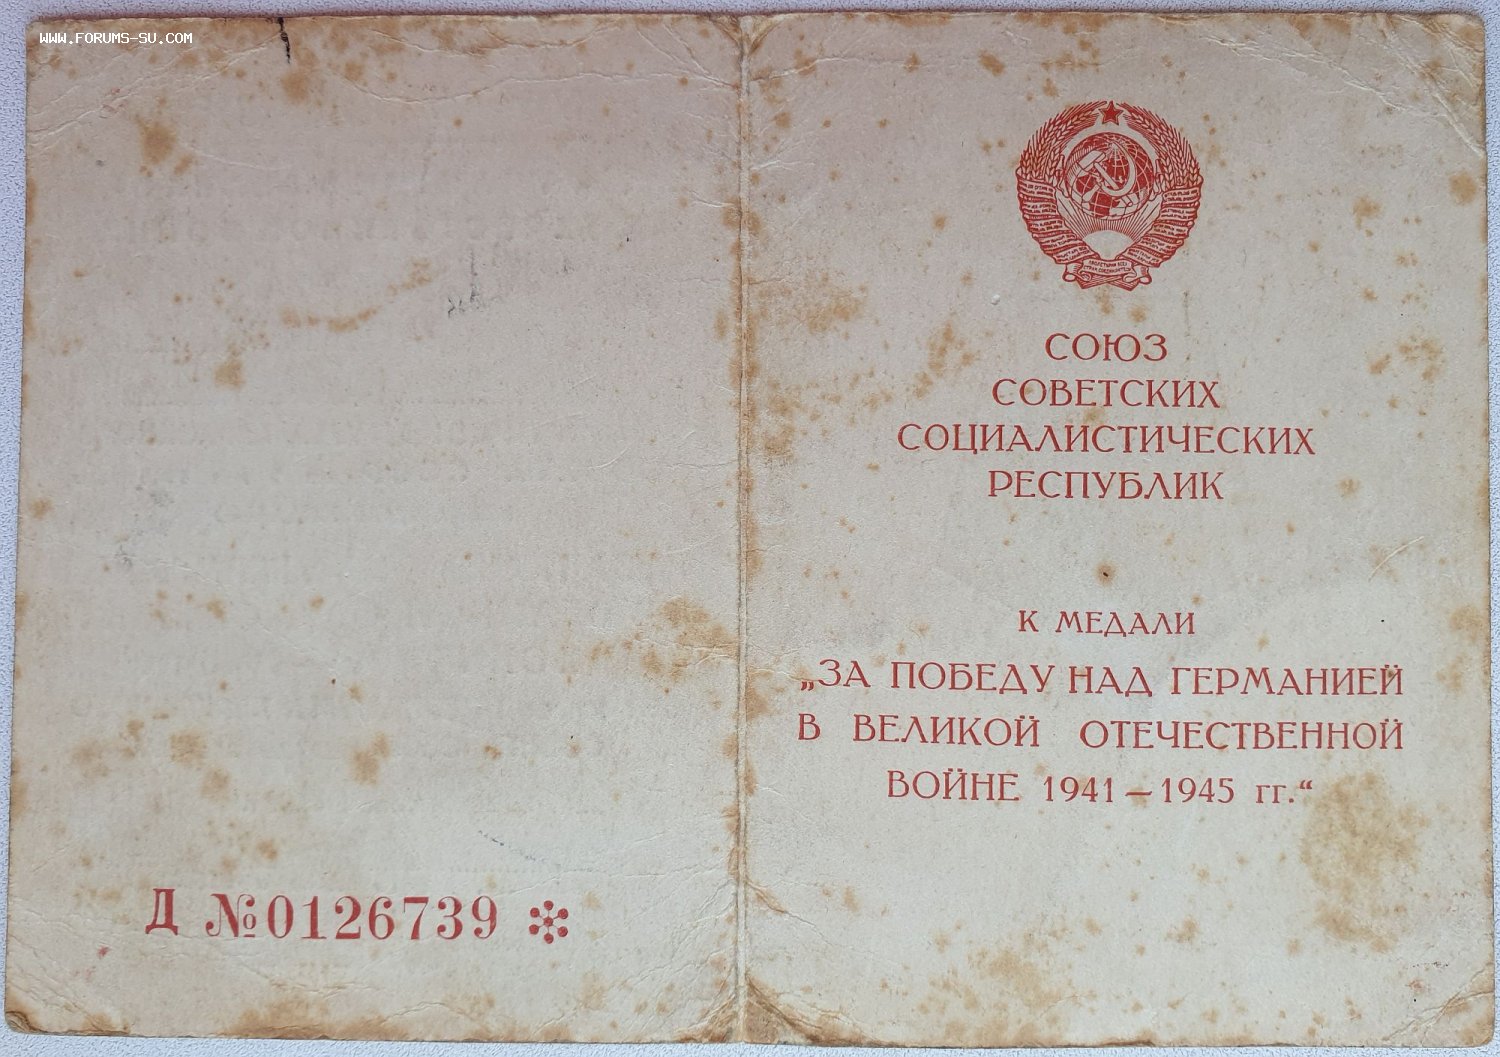 WWW.FORUMS-SU.COM
Д №0126739
СОЮЗ
СОВЕТСКИХ
СОЦИАЛИСТИЧЕСКИХ
РЕСПУБЛИК
К МЕДАЛИ
„ЗА ПОБЕДУ НАД ГЕРМАНИЕЙ
В ВЕЛИКОЙ ОТЕЧЕСТВЕННОЙ
ВОЙНЕ 1941—1945 гг.“